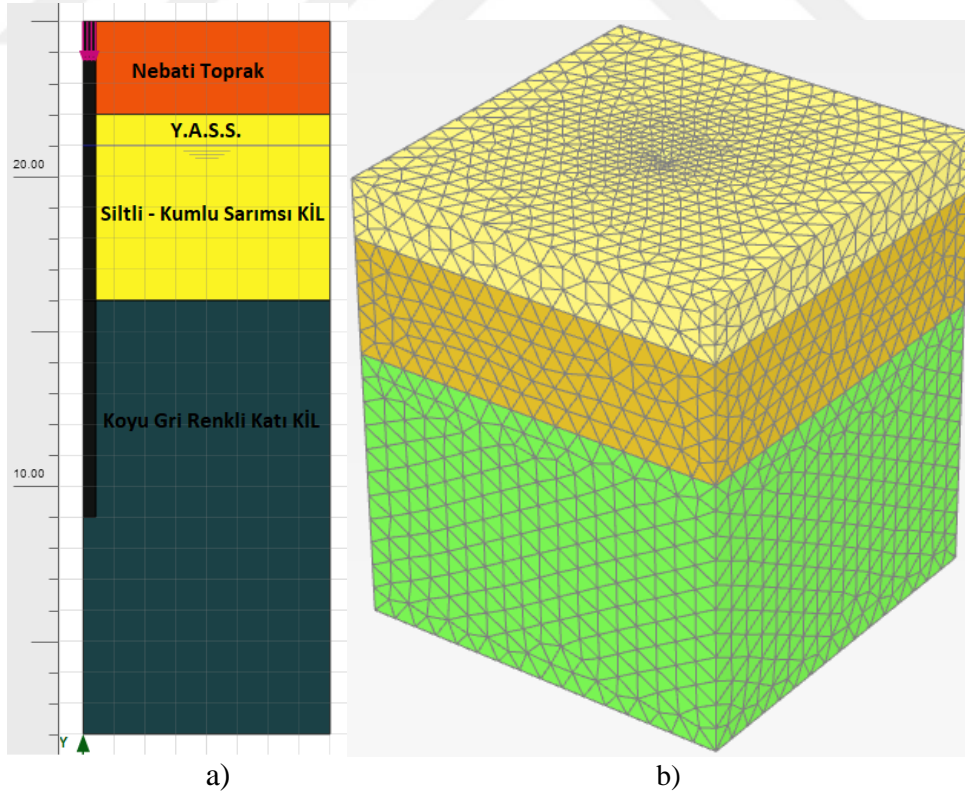 Nebati Toprak
Y.A.S.S.
20.00
Siltli - Kumlu Sarımsı KİL
Koyu Gri Renkli Katı KİL
10.00
Y
a)
b)